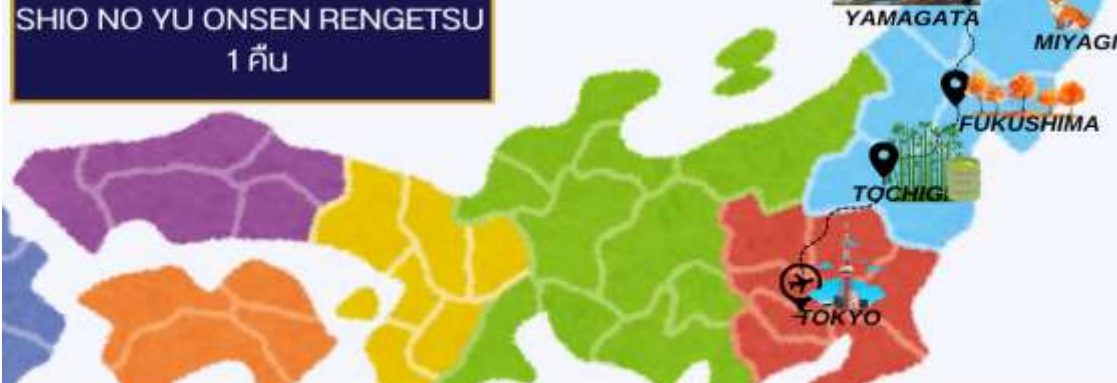 SHIO NO YU ONSEN RENGETSU
1 คืน
YAMAGATA
MIYAGI
FUKUSHIMA
TOCHIGI
TOKYO